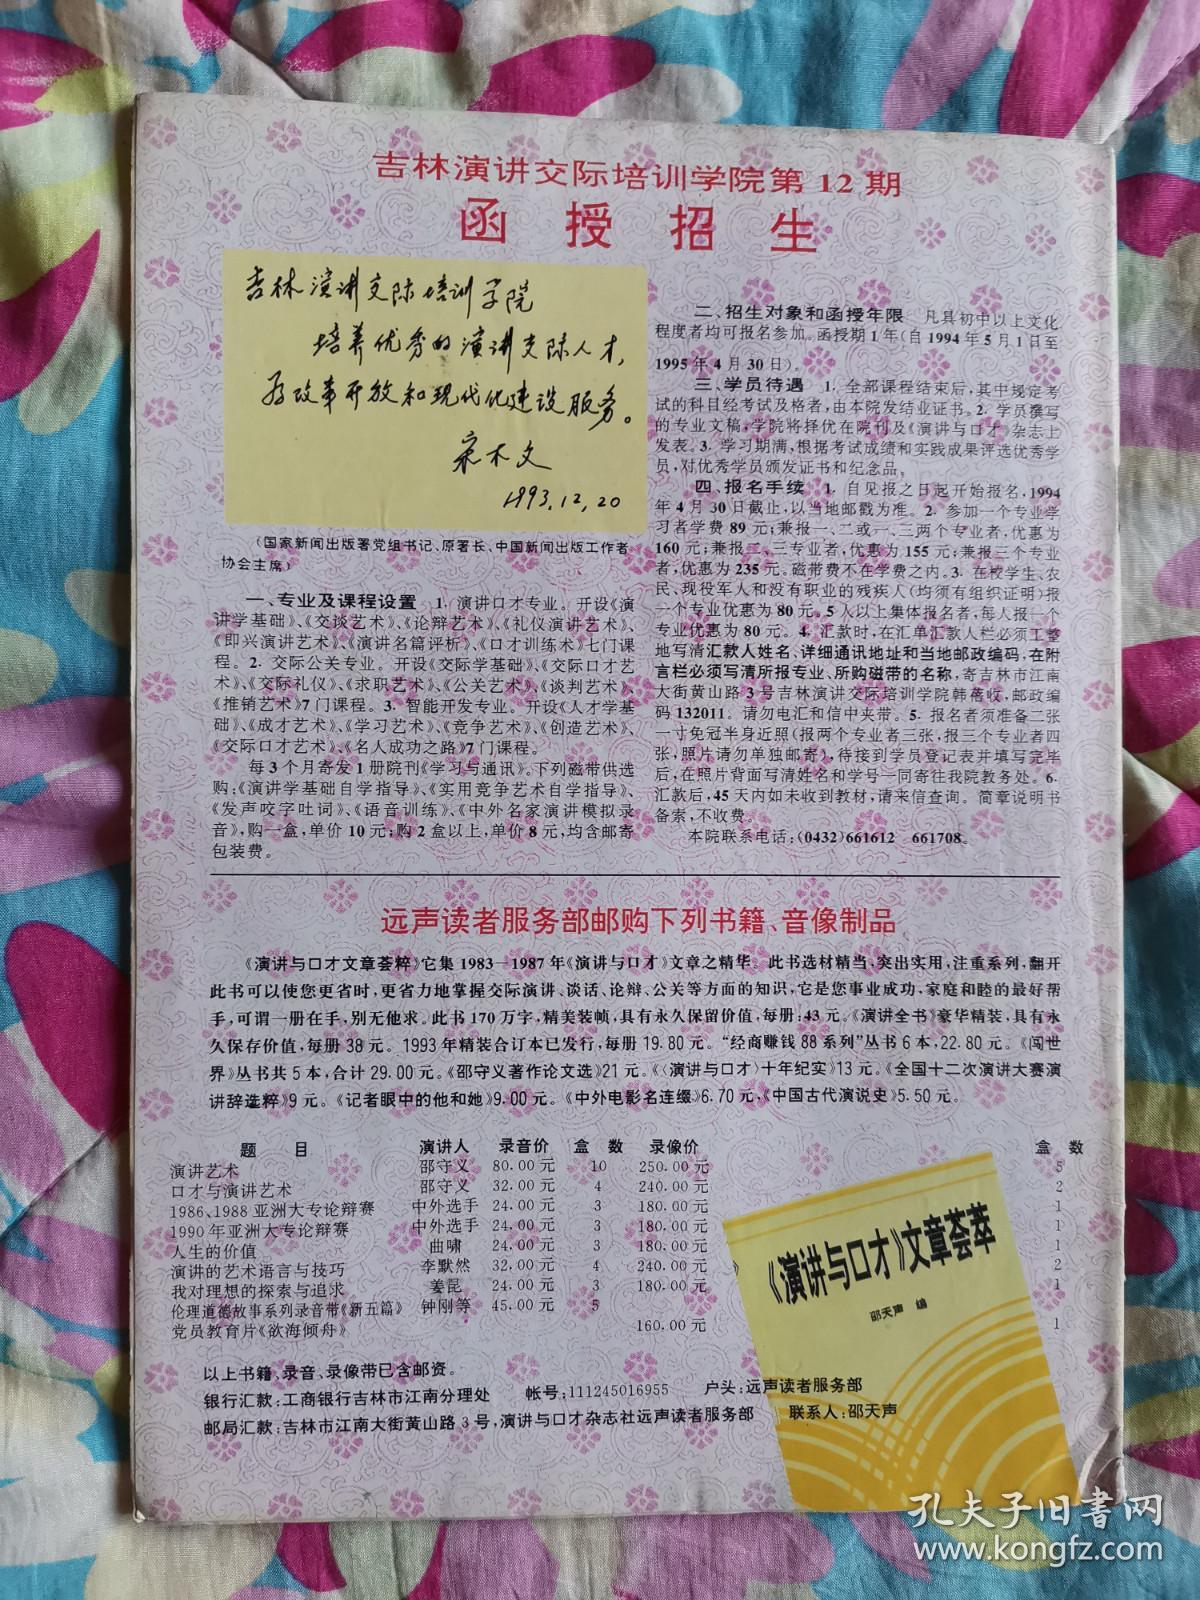 吉林演讲交际培训学院第 12 期
函授招生
吉林演讲交际培训学院
培养优秀的演讲交际人才，
为改革开放和现代化建设服务。
宋木文
1993.12.20
（国家新闻出版署党组书记、原署长、中国新闻出版工作者
协会主席）
一、专业及课程设置 1. 演讲口才专业。开设《演
讲学基础》、《交谈艺术》、《论辩艺术》、《礼仪演讲艺术》、
《即兴演讲艺术》、《演讲名篇评析》、《口才训练术》七门课
程。2. 交际公关专业。开设《交际学基础》、《交际口才艺
术》、《交际礼仪》、《求职艺术》、《公关艺术》、《谈判艺术》、
《推销艺术》7门课程。3. 智能开发专业。开设《人才学基
础》、《成才艺术》、《学习艺术》、《竞争艺术》、《创造艺术》、
《交际口才艺术》、《名人成功之路》7门课程。
每3个月寄发1册院刊《学习与通讯》。下列磁带供选
购：《演讲学基础自学指导》、《实用竞争艺术自学指导》、
《发声咬字吐词》、《语音训练》、《中外名家演讲模拟录
音》，购一盒，单价10元；购2盒以上，单价8元，均含邮寄
包装费。
二、招生对象和函授年限 凡具初中以上文化
程度者均可报名参加。函授期1年（自1994年5月1日至
1995年4月30日）。
三、学员待遇 1. 全部课程结束后，其中规定考
试的科目经考试及格者，由本院发结业证书。2. 学员撰写
的专业文稿，学院将择优在院刊及《演讲与口才》杂志上
发表。3. 学习期满，根据考试成绩和实践成果评选优秀学
员，对优秀学员颁发证书和纪念品。
四、报名手续 1. 自见报之日起开始报名，1994
年4月30日截止，以当地邮戳为准。2. 参加一个专业学
习者学费89元；兼报一、二或一、三两个专业者，优惠为
160元；兼报二、三专业者，优惠为155元；兼报三个专业
者，优惠为235元。磁带费不在学费之内。3. 在校学生、农
民、现役军人和没有职业的残疾人（均须有组织证明）报
一个专业优惠为80元。5人以上集体报名者，每人报一个
专业优惠为80元。4. 汇款时，在汇单汇款人栏必须工整
地写清汇款人姓名、详细通讯地址和当地邮政编码，在附
言栏必须写清所报专业、所购磁带的名称，寄吉林市江南
大街黄山路3号吉林演讲交际培训学院韩蓓收，邮政编
码132011。请勿电汇和信中夹带。5. 报名者须准备二张
一寸免冠半身近照（报两个专业者三张，报三个专业者四
张，照片请勿单独邮寄），待接到学员登记表并填写完毕
后，在照片背面写清姓名和学号一同寄往我院教务处。6.
汇款后，45天内如未收到教材，请来信查询。简章说明书
备索，不收费。
本院联系电话：(0432)661612 661708。
远声读者服务部邮购下列书籍、音像制品
《演讲与口才文章荟粹》它集1983—1987年《演讲与口才》文章之精华。此书选材精当，突出实用，注重系列，翻开
此书可以使您更省时，更省力地掌握交际演讲、谈话、论辩、公关等方面的知识，它是您事业成功，家庭和睦的最好帮
手，可谓一册在手，别无他求。此书170万字，精美装帧，具有永久保留价值，每册：43元。《演讲全书》豪华精装，具有永
久保存价值，每册38元。1993年精装合订本已发行，每册19.80元。“经商赚钱88系列”丛书6本，22.80元。《闯世
界》丛书共5本，合计29.00元。《邵守义著作论文选》21元。《〈演讲与口才〉十年纪实》13元。《全国十二次演讲大赛演
讲辞选粹》9元。《记者眼中的他和她》9.00元。《中外电影名连缀》6.70元，《中国古代演说史》5.50元。
题 目 演讲人 录音价 盒 数 录像价 盒 数
演讲艺术 邵守义 80.00元 10 250.00元 5
口才与演讲艺术 邵守义 32.00元 4 240.00元 2
1986、1988亚洲大专论辩赛 中外选手 24.00元 3 180.00元 1
1990年亚洲大专论辩赛 中外选手 24.00元 3 180.00元 1
人生的价值 曲啸 24.00元 3 180.00元 1
演讲的艺术语言与技巧 李默然 32.00元 4 240.00元 2
我对理想的探索与追求 姜昆 24.00元 3 180.00元 1
伦理道德故事系列录音带《新五篇》 钟刚等 45.00元 5
党员教育片《欲海倾舟》 160.00元 1
《演讲与口才》文章荟萃
邵天声 编
以上书籍、录音、录像带已含邮资。
银行汇款：工商银行吉林市江南分理处 帐号：111245016955 户头：远声读者服务部
邮局汇款：吉林市江南大街黄山路3号，演讲与口才杂志社远声读者服务部 联系人：邵天声
孔夫子旧书网
www.kongfz.com